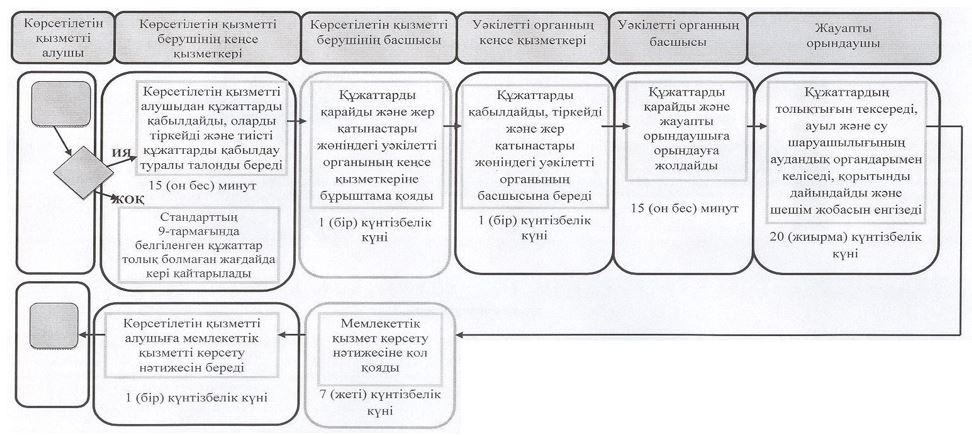 Көрсетілетін
қызметті
алушы
Көрсетілетін қызметті
берушінің кеңсе
қызметкері
Көрсетілетін қызметті
берушінің басшысы
Уәкілетті органның
кеңсе қызметкері
Уәкілетті органның
басшысы
Жауапты
орындаушы
ИЯ
ЖОҚ
Көрсетілетін қызметті
алушыдан құжаттарды
қабылдайды, оларды
тіркейді және тиісті
құжаттарды қабылдау
туралы талонды береді
15 (он бес) минут
Стандарттың
9-тармағында
белгіленген құжаттар
толық болмаған жағдайда
кері қайтарылады
Құжаттарды
қарайды және жер
қатынастары
жөніндегі уәкілетті
органының кеңсе
қызметкеріне
бұрыштама қояды
1 (бір) күнтізбелік
күні
Құжаттарды
қабылдайды, тіркейді
және жер
қатынастары
жөніндегі уәкілетті
органының
басшысына береді
1 (бір) күнтізбелік
күні
Құжаттарды
қарайды және
жауапты
орындаушыға
орындауға
жолдайды
15 (он бес) минут
Құжаттардың
толықтығын тексереді,
ауыл және су
шаруашылығының
аудандық органдарымен
келіседі, қорытынды
дайындайды және
шешім жобасын енгізеді
20 (жиырма) күнтізбелік
күні
Көрсетілетін қызметті
алушыға мемлекеттік
қызметті көрсету
нәтижесін береді
1 (бір) күнтізбелік күні
Мемлекеттік
қызмет көрсету
нәтижесіне қол
қояды
7 (жеті) күнтізбелік
күні